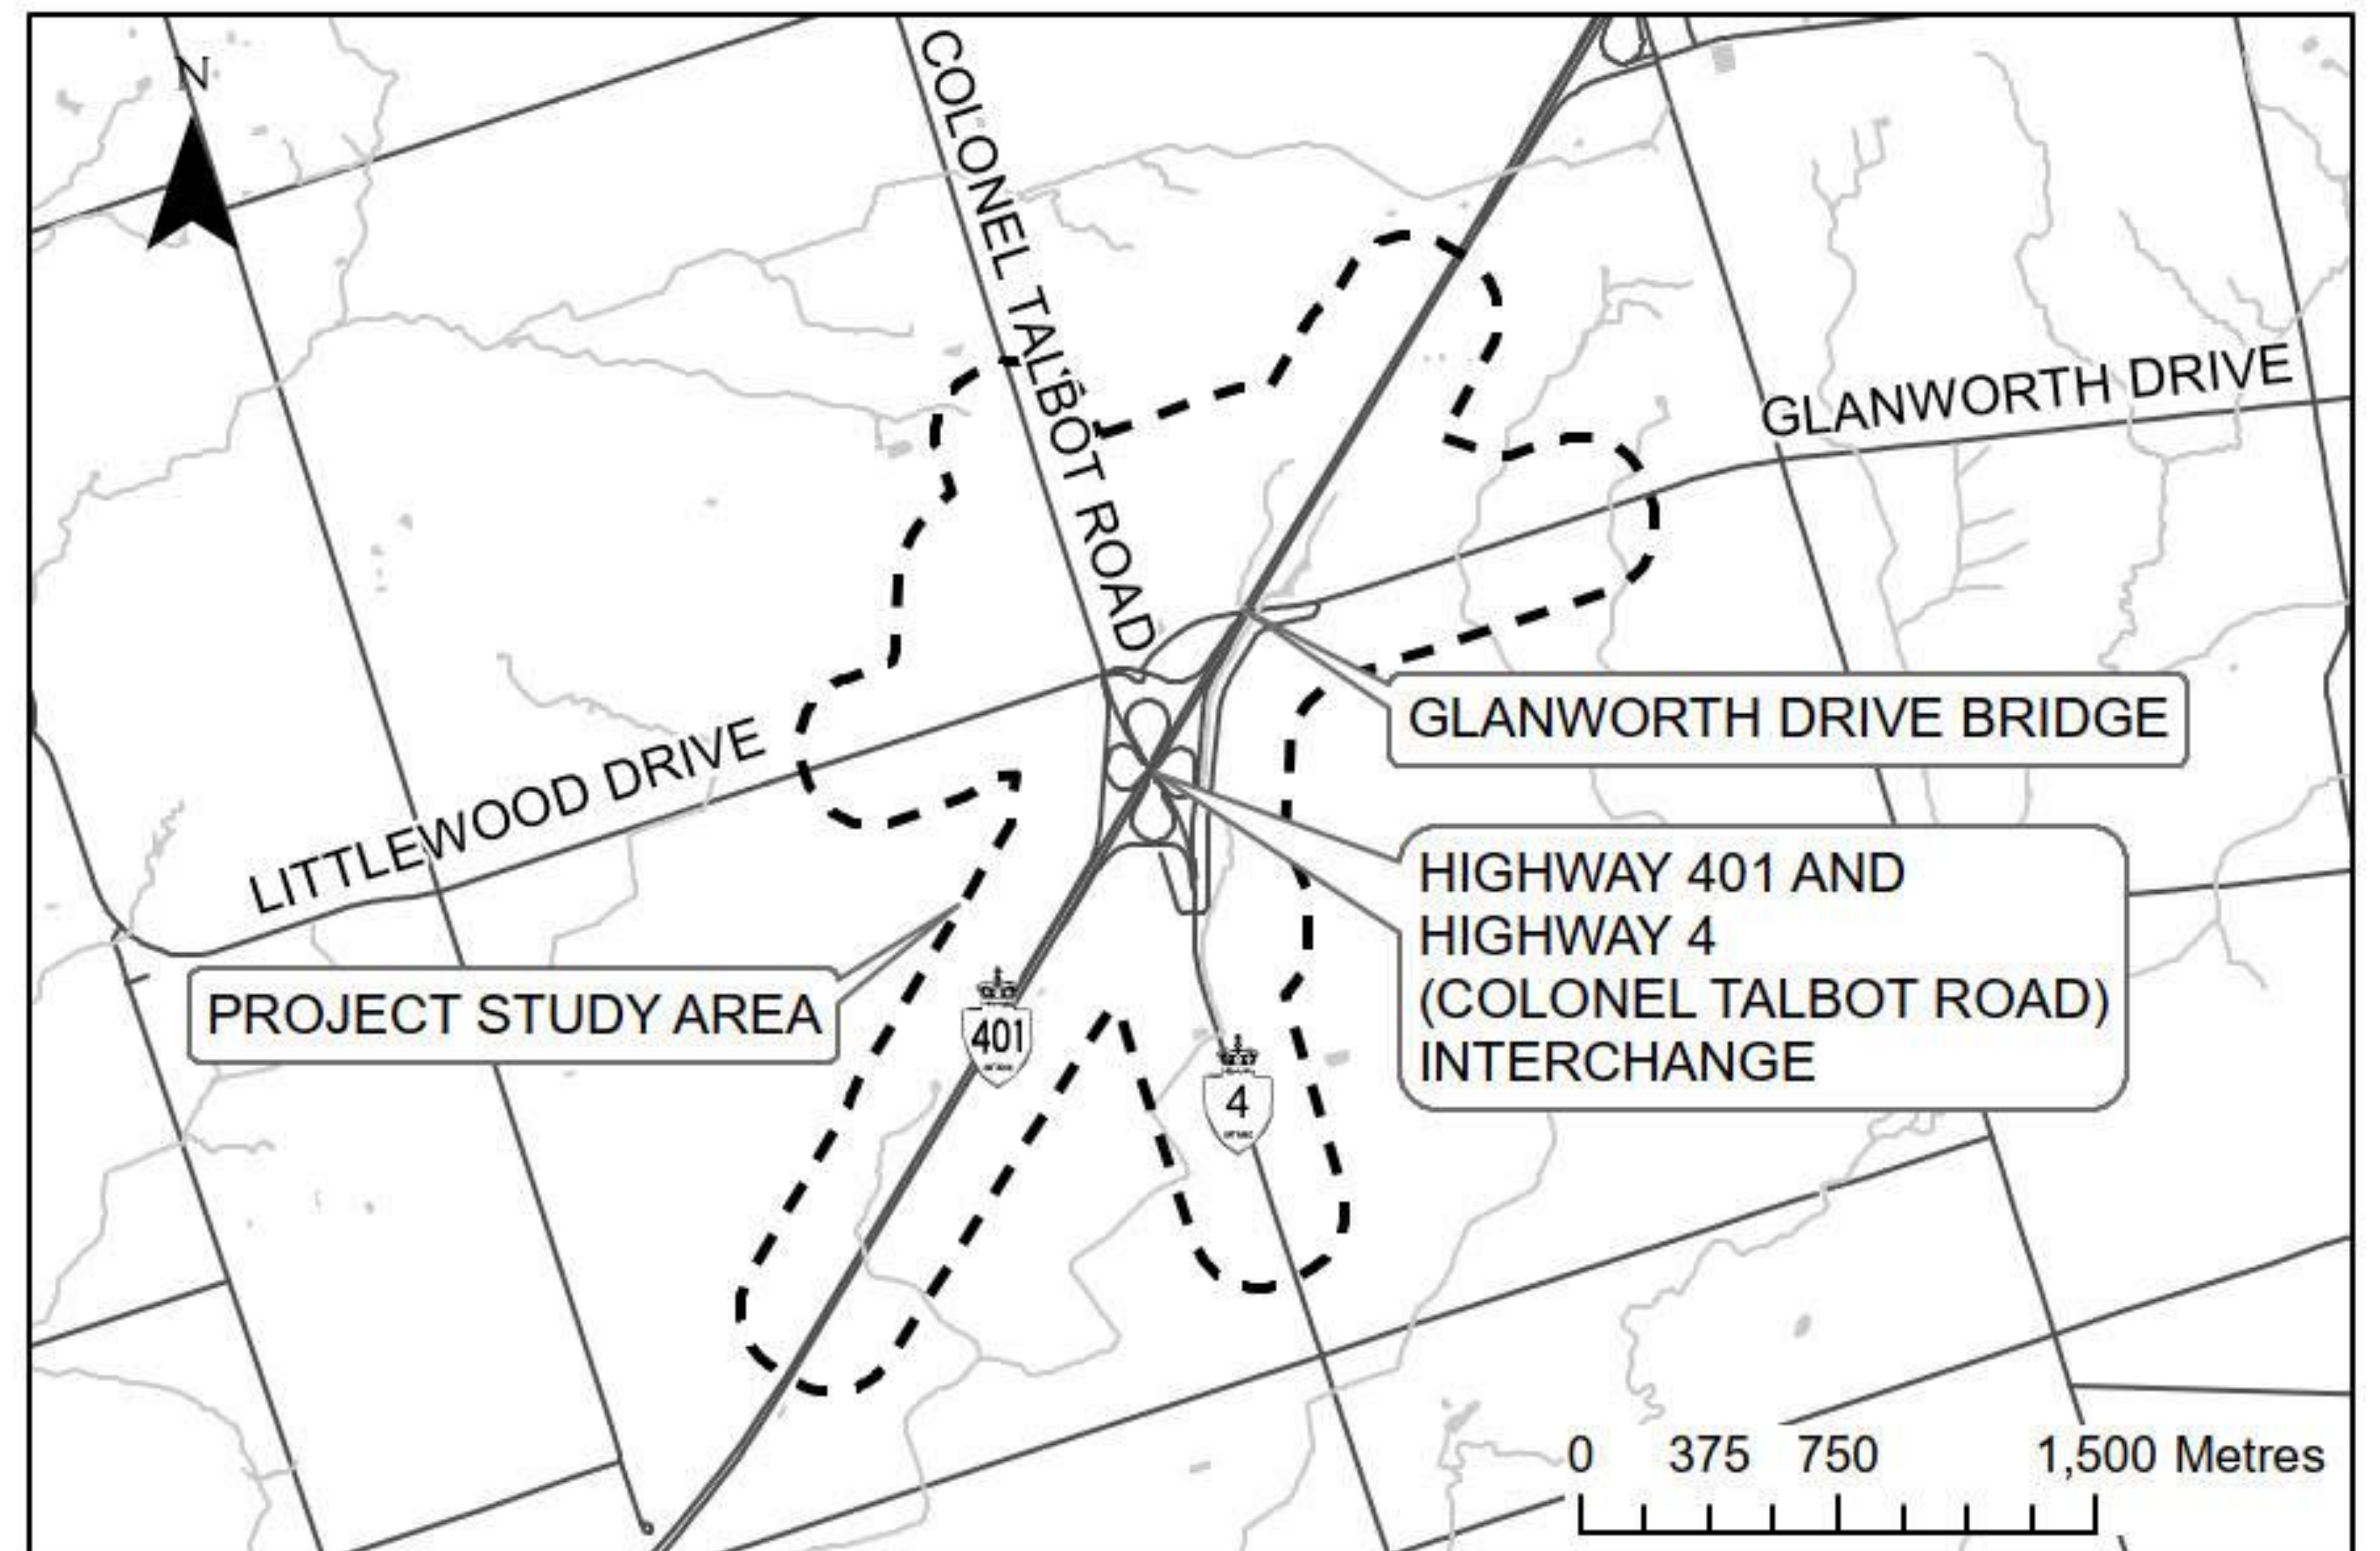 N
COLONEL TALBOT ROAD
GLANWORTH DRIVE
GLANWORTH DRIVE BRIDGE
LITTLEWOOD DRIVE
HIGHWAY 401 AND
HIGHWAY 4
(COLONEL TALBOT ROAD)
INTERCHANGE
PROJECT STUDY AREA
401
4
0 375 750 1,500 Metres